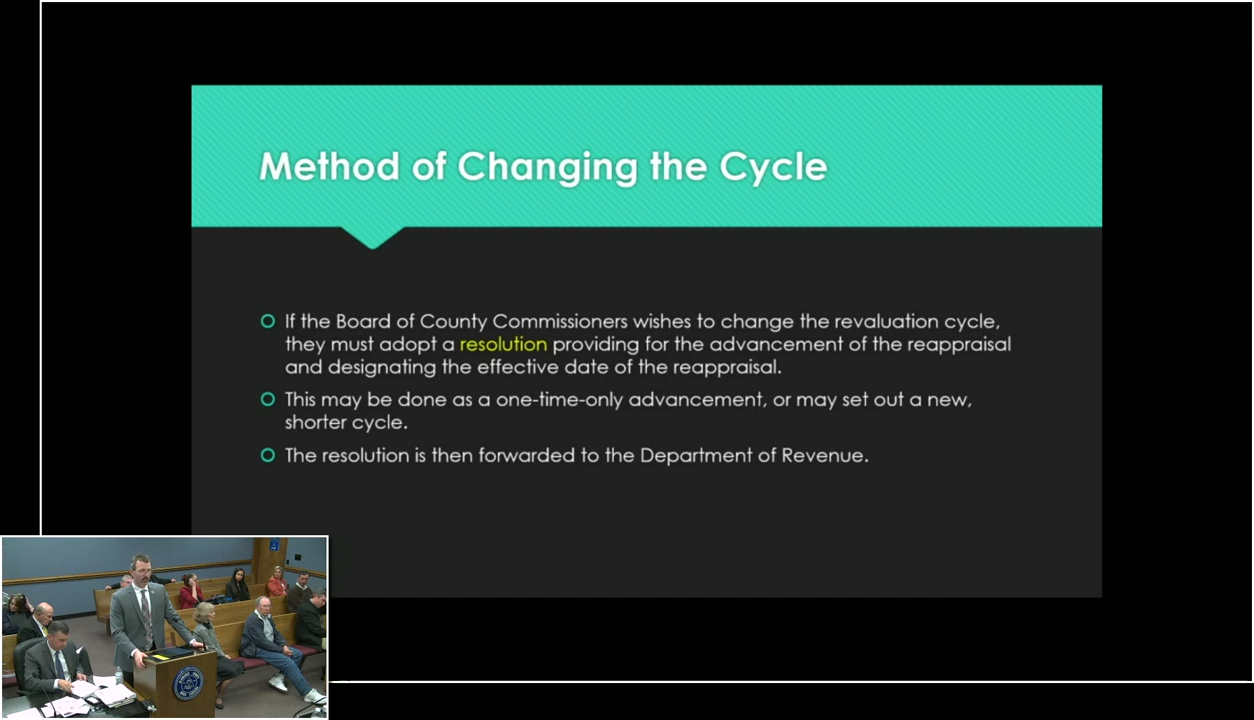 Method of Changing the Cycle
If the Board of County Commissioners wishes to change the revaluation cycle,
they must adopt a resolution providing for the advancement of the reappraisal
and designating the effective date of the reappraisal.
This may be done as a one-time-only advancement, or may set out a new,
shorter cycle.
The resolution is then forwarded to the Department of Revenue.